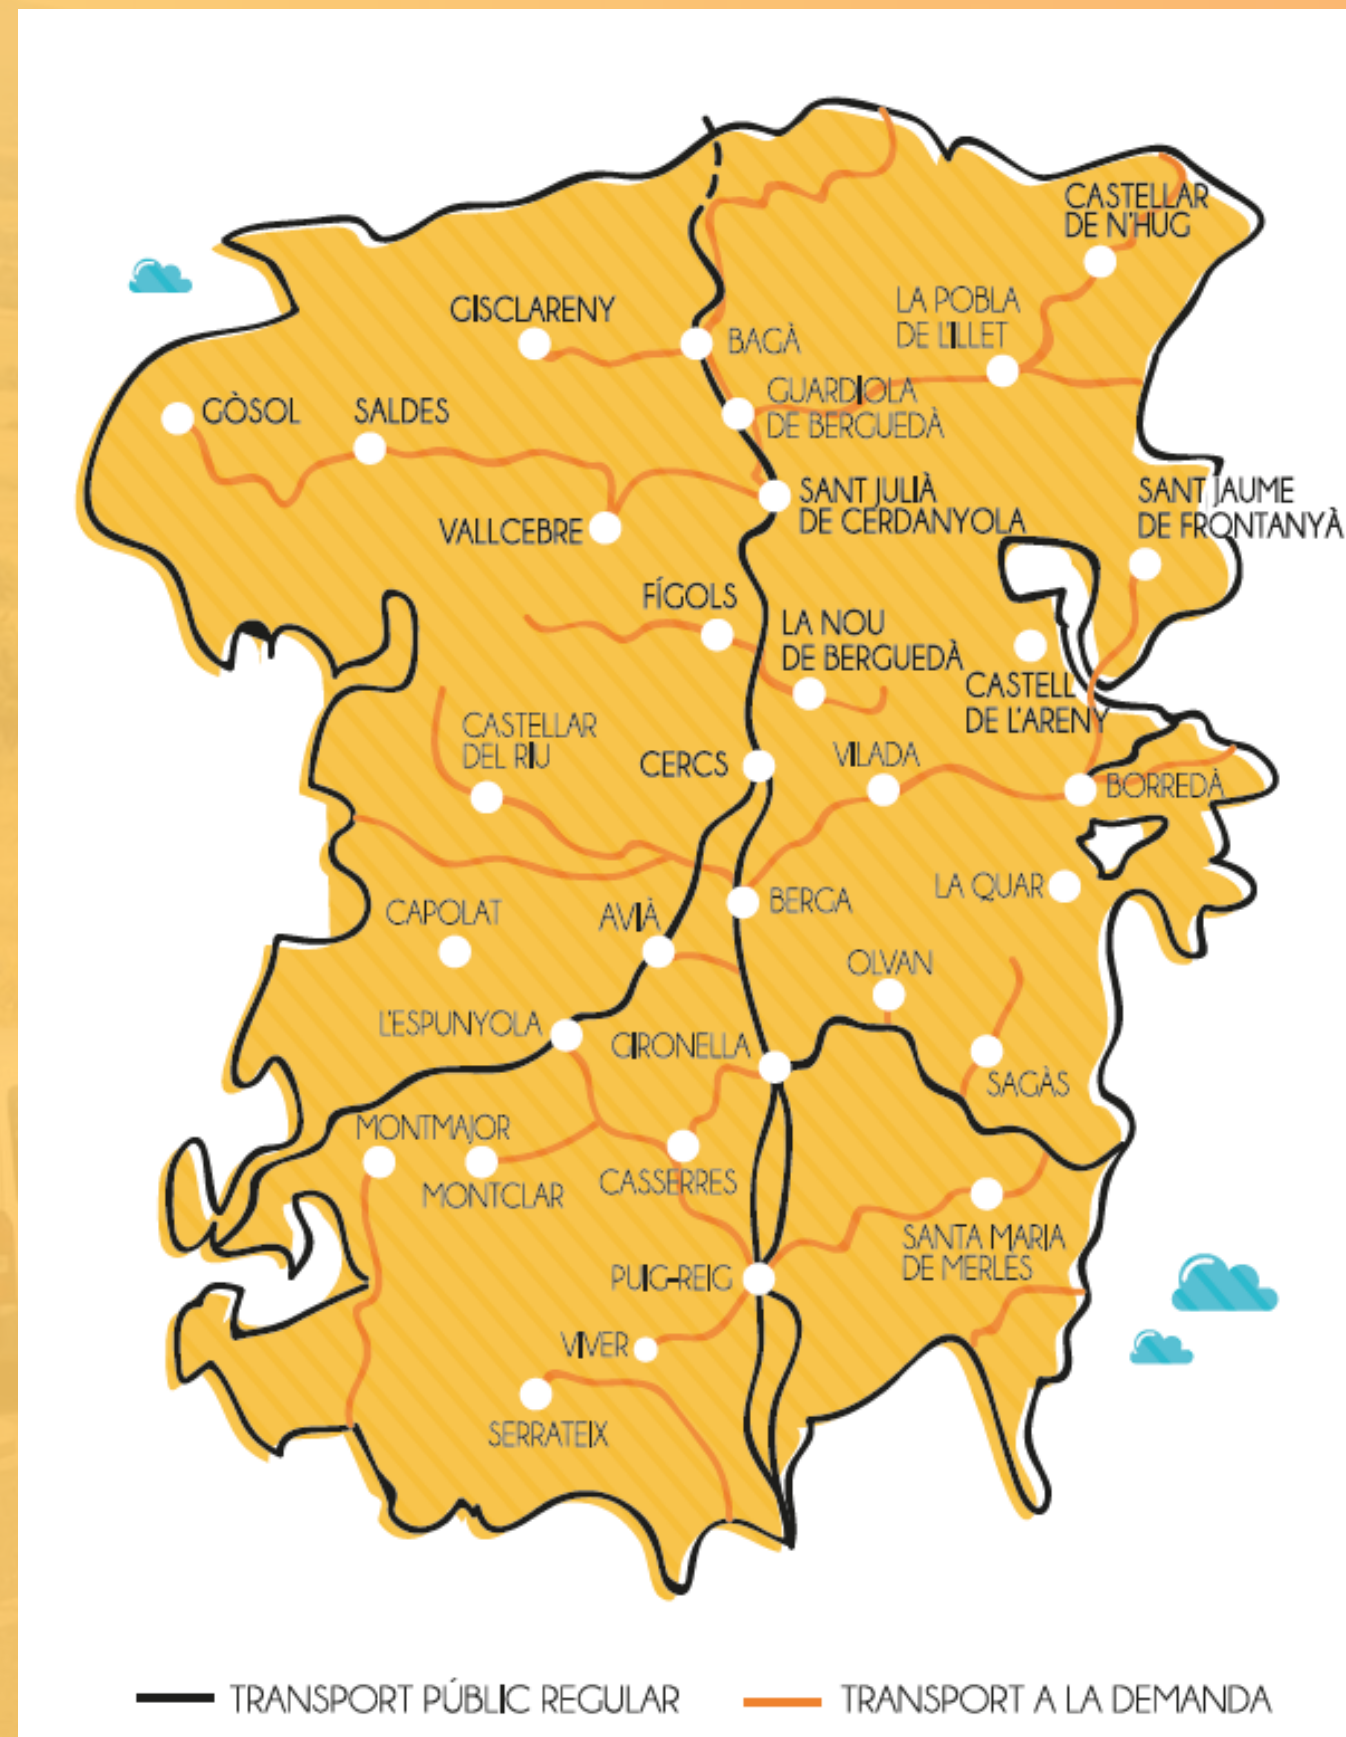 CASTELLAR
DE N'HUG
GISCLARENY
LA POBLA
DE L'ILLET
BAGÀ
GUARDIOLA
DE BERGUEDÀ
GÒSOL
SALDES
SANT JULIÀ
DE CERDANYOLA
SANT JAUME
DE FRONTANYÀ
VALLCEBRE
FÍGOLS
LA NOU
DE BERGUEDÀ
CASTELL
DE L'ARENY
CASTELLAR
DEL RIU
CERCS
VILADA
BORREDÀ
LA QUAR
BERGA
CAPOLAT
AVIÀ
OLVAN
L'ESPUNYOLA
GIRONELLA
SAGÀS
MONTMAJOR
MONTCLAR
CASSERRES
SANTA MARIA
DE MERLÈS
PUIG-REIG
VIVER
SERRATEIX
TRANSPORT PÚBLIC REGULAR
TRANSPORT A LA DEMANDA